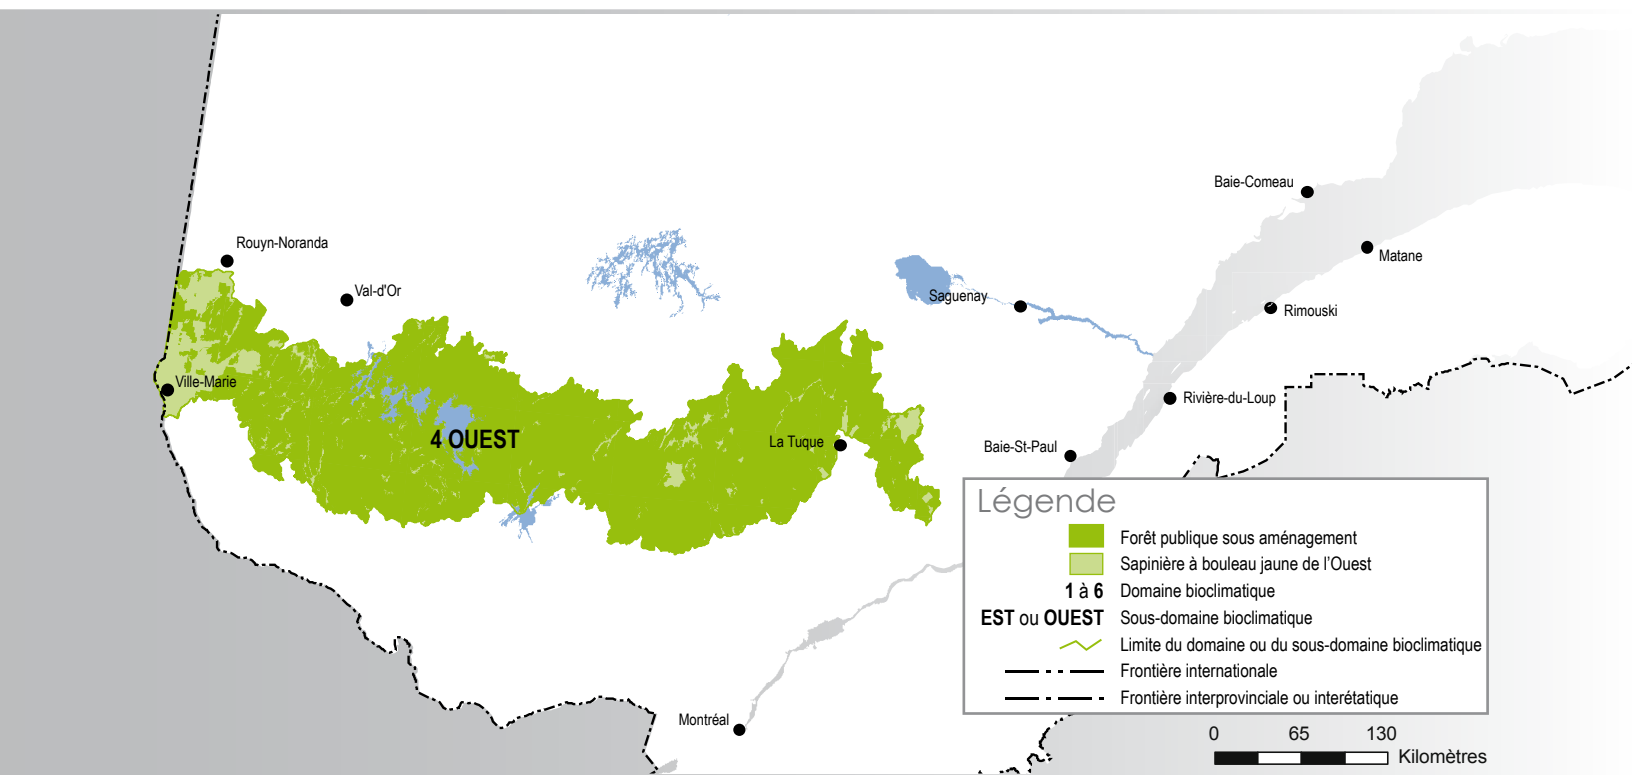 Baie-Comeau
Rouyn-Noranda
Matane
Val-d'Or
Saguenay
Rimouski
Ville-Marie
Rivière-du-Loup
4 OUEST
La Tuque
Baie-St-Paul
Légende
Forêt publique sous aménagement
Sapinière à bouleau jaune de l'Ouest
1 à 6 Domaine bioclimatique
EST ou OUEST Sous-domaine bioclimatique
Limite du domaine ou du sous-domaine bioclimatique
Frontière internationale
Frontière interprovinciale ou interétatique
Montréal
0 65 130
Kilomètres